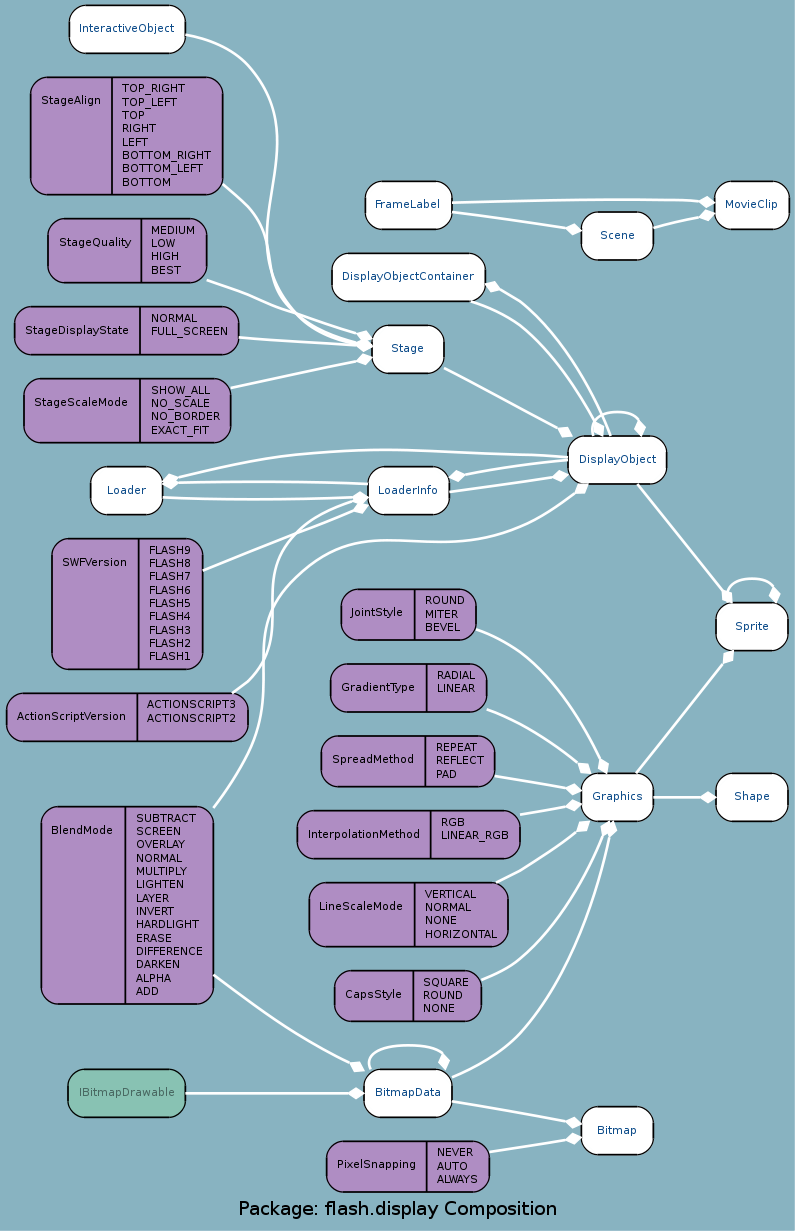 InteractiveObject
StageAlign
TOP_RIGHT
TOP_LEFT
TOP
RIGHT
LEFT
BOTTOM_RIGHT
BOTTOM_LEFT
BOTTOM
FrameLabel
MovieClip
Scene
StageQuality
MEDIUM
LOW
HIGH
BEST
DisplayObjectContainer
StageDisplayState
NORMAL
FULL_SCREEN
Stage
StageScaleMode
SHOW_ALL
NO_SCALE
NO_BORDER
EXACT_FIT
DisplayObject
Loader
LoaderInfo
SWFVersion
FLASH9
FLASH8
FLASH7
FLASH6
FLASH5
FLASH4
FLASH3
FLASH2
FLASH1
JointStyle
ROUND
MITER
BEVEL
Sprite
GradientType
RADIAL
LINEAR
ActionScriptVersion
ACTIONSCRIPT3
ACTIONSCRIPT2
SpreadMethod
REPEAT
REFLECT
PAD
Graphics
Shape
InterpolationMethod
RGB
LINEAR_RGB
BlendMode
SUBTRACT
SCREEN
OVERLAY
NORMAL
MULTIPLY
LIGHTEN
LAYER
INVERT
HARDLIGHT
ERASE
DIFFERENCE
DARKEN
ALPHA
ADD
LineScaleMode
VERTICAL
NORMAL
NONE
HORIZONTAL
CapsStyle
SQUARE
ROUND
NONE
IBitmapDrawable
BitmapData
Bitmap
PixelSnapping
NEVER
AUTO
ALWAYS
Package: flash.display Composition